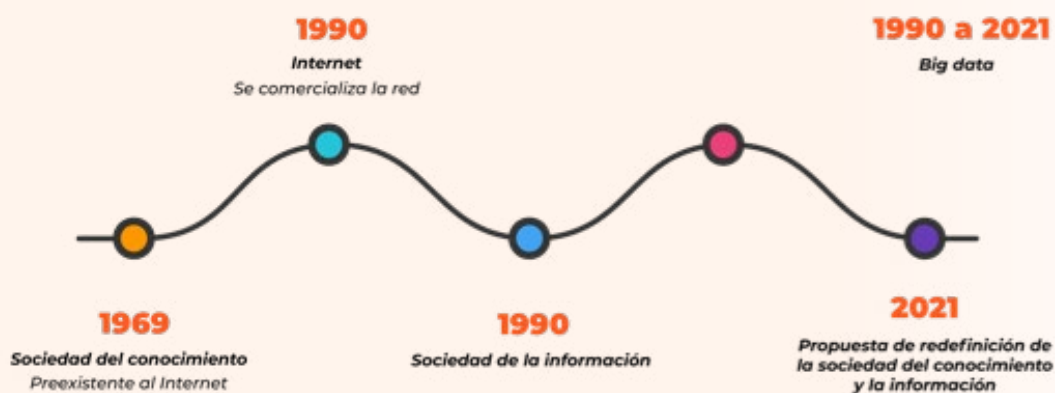 1990
Internet
Se comercializa la red
1990 a 2021
Big data
1969
Sociedad del conocimiento
Preexistente al Internet
1990
Sociedad de la información
2021
Propuesta de redefinición de
la sociedad del conocimiento
y la información